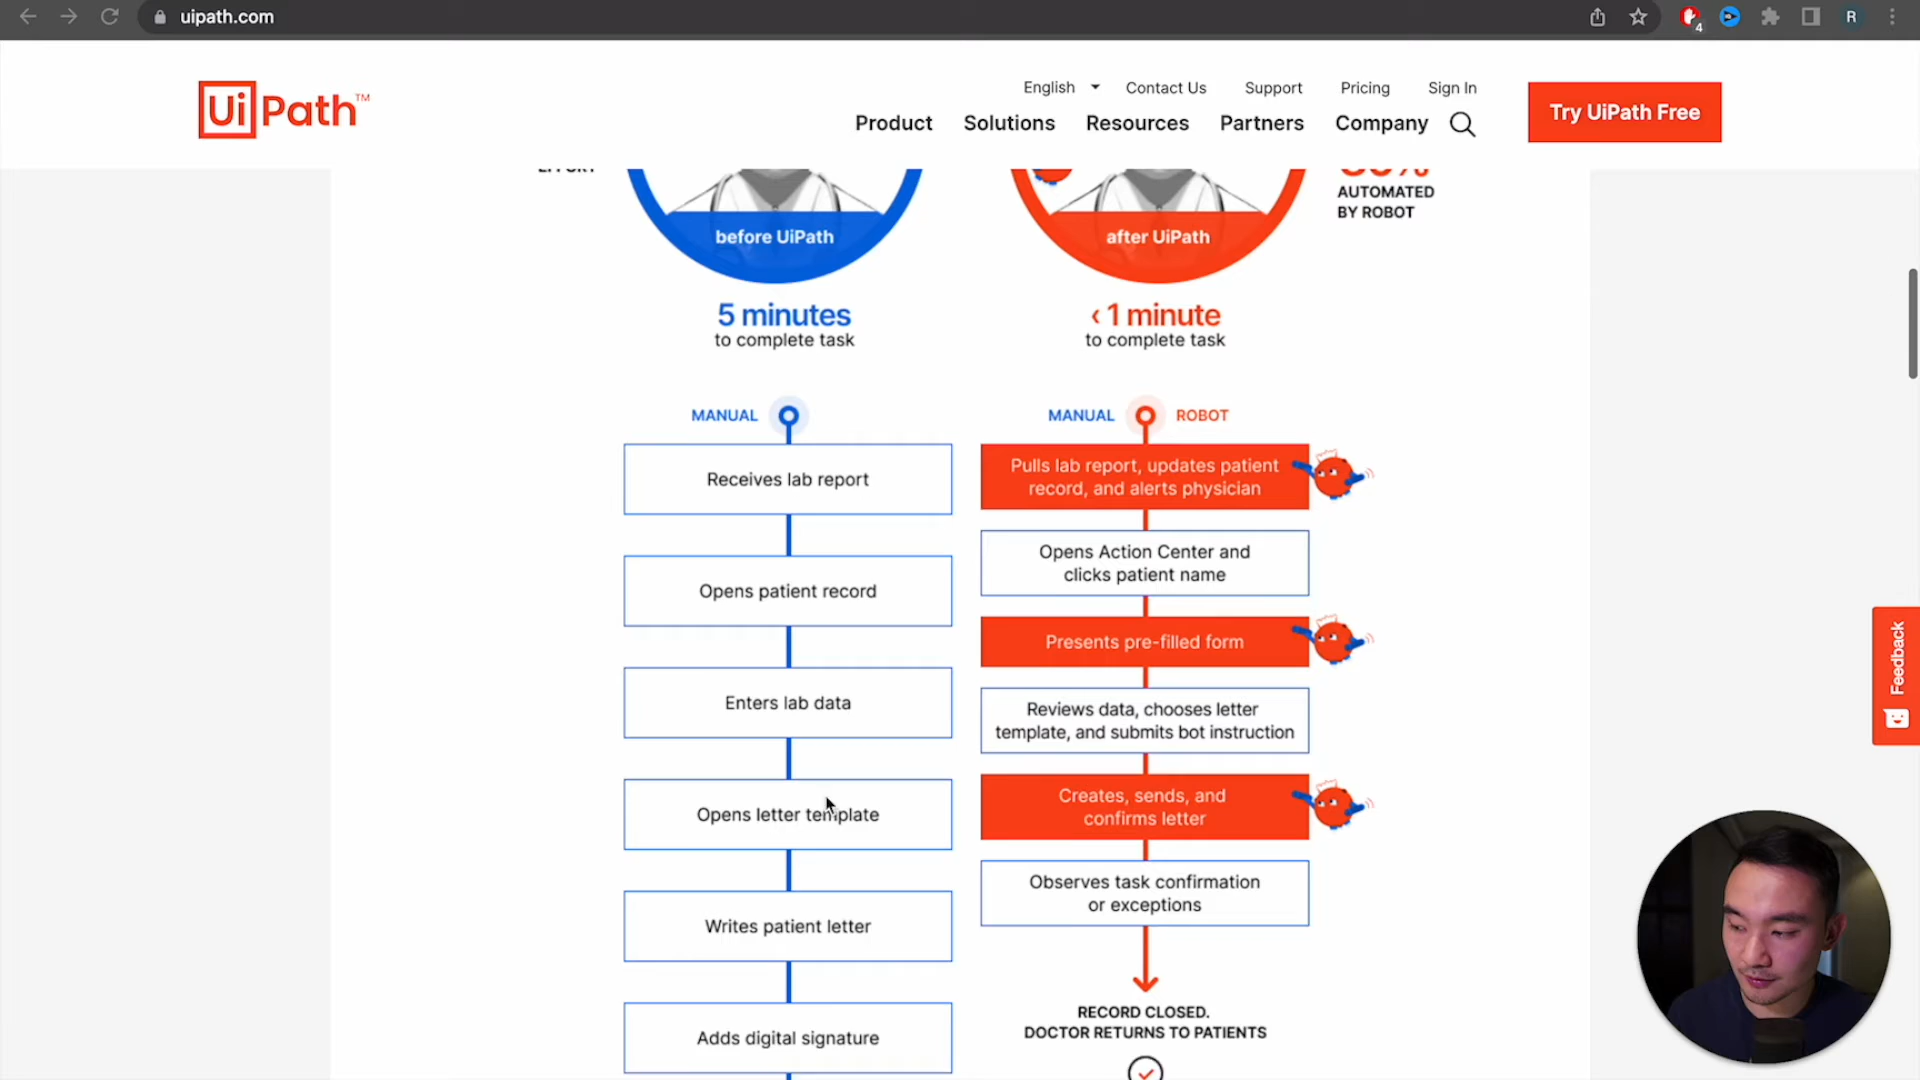 uipath.com
4
R
UiPath™
English
Contact Us
Support
Pricing
Sign In
Product
Solutions
Resources
Partners
Company
Try UiPath Free
AUTOMATED
BY ROBOT
before UiPath
after UiPath
5 minutes
to complete task
‹ 1 minute
to complete task
MANUAL
MANUAL
ROBOT
Receives lab report
Opens patient record
Enters lab data
Opens letter template
Writes patient letter
Adds digital signature
Pulls lab report, updates patient
record, and alerts physician
Opens Action Center and
clicks patient name
Presents pre-filled form
Reviews data, chooses letter
template, and submits bot instruction
Creates, sends, and
confirms letter
Observes task confirmation
or exceptions
RECORD CLOSED.
DOCTOR RETURNS TO PATIENTS
Feedback